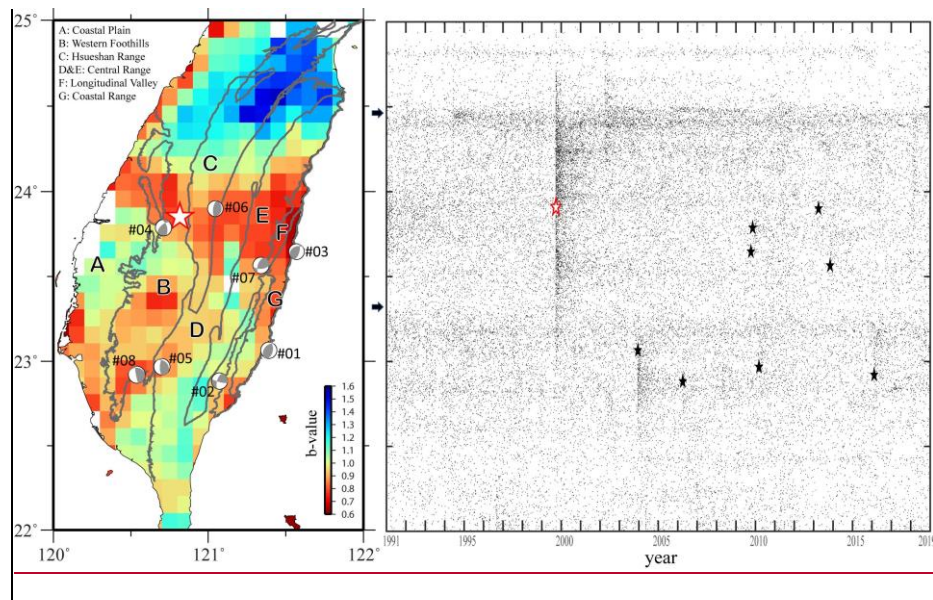 25°
A: Coastal Plain
B: Western Foothills
C: Hsueshan Range
D&E: Central Range
F: Longitudinal Valley
G: Coastal Range
C
24°
#06
E
#04
F
#03
A
#07
B
G
D
23°
#08
#05
#01
#02
b-value
1.6
1.5
1.4
1.3
1.2
1.1
1.0
0.9
0.8
0.7
0.6
22°
120°
121°
122°
1991
1995
2000
2005
2010
2015
2019
year